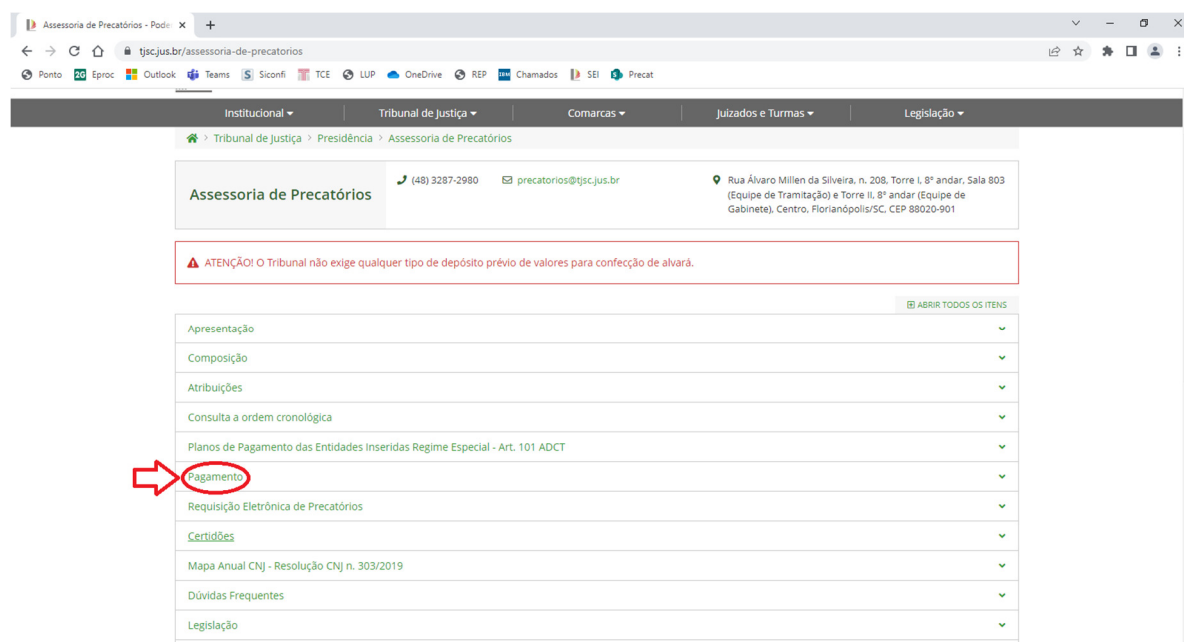 Assessoria de Precatórios - Pode
tjsc.jus.br/assessoria-de-precatorios
Ponto 2G Eproc Outlook Teams S Siconfi TCE LUP OneDrive REP IBM Chamados SEI Precat
Institucional Tribunal de Justiça Comarcas Juizados e Turmas Legislação
> Tribunal de Justiça > Presidência > Assessoria de Precatórios
Assessoria de Precatórios
(48) 3287-2980 precatorios@tjsc.jus.br
Rua Álvaro Millen da Silveira, n. 208, Torre I, 8º andar, Sala 803
(Equipe de Tramitação) e Torre II, 8º andar (Equipe de
Gabinete), Centro, Florianópolis/SC, CEP 88020-901
ATENÇÃO! O Tribunal não exige qualquer tipo de depósito prévio de valores para confecção de alvará.
ABRIR TODOS OS ITENS
Apresentação
Composição
Atribuições
Consulta a ordem cronológica
Planos de Pagamento das Entidades Inseridas Regime Especial - Art. 101 ADCT
Pagamento
Requisição Eletrônica de Precatórios
Certidões
Mapa Anual CNJ - Resolução CNJ n. 303/2019
Dúvidas Frequentes
Legislação